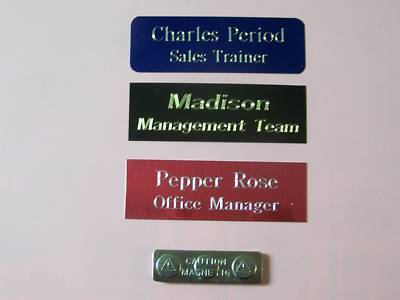 Charles Period
Sales Trainer
Madison
Management Team
Pepper Rose
Office Manager
CAUTION
MAGNETIC